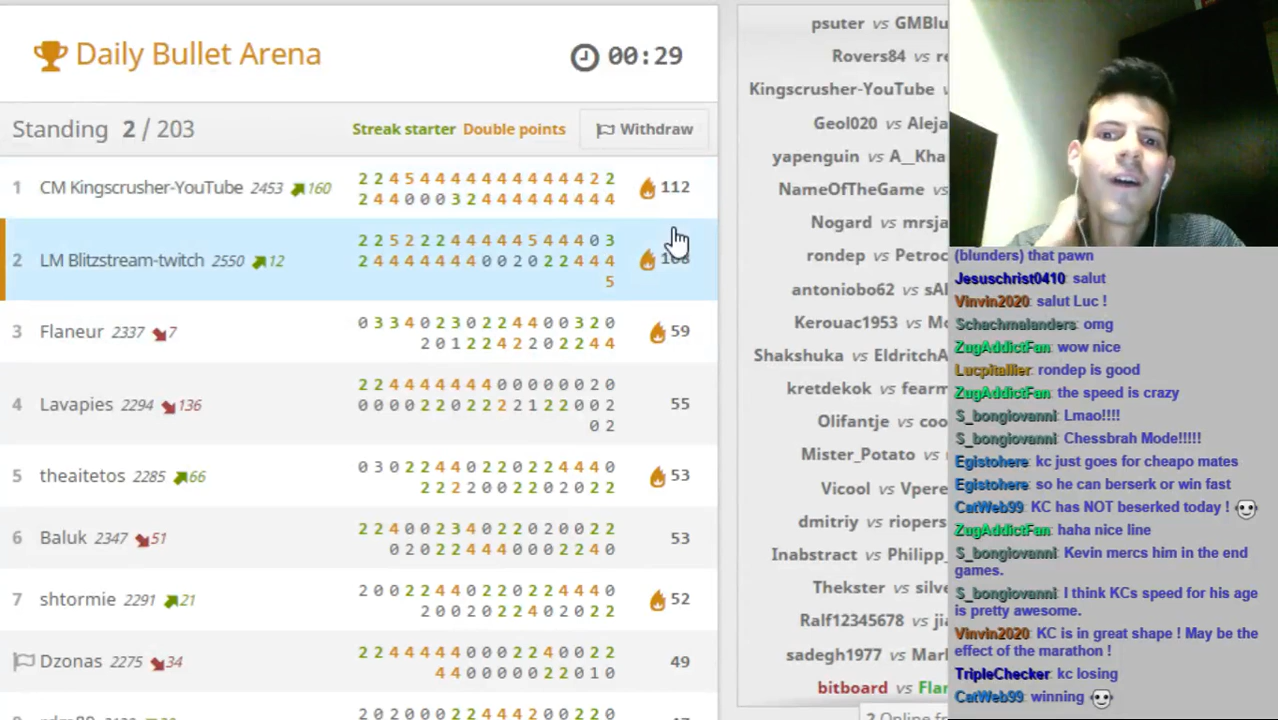 Daily Bullet Arena
00:29
Standing 2 / 203
Streak starter Double points
Withdraw
1 CM Kingscrusher-YouTube 2453 160
2 2 4 5 4 4 4 4 4 4 4 4 4 4 4 2 2
2 4 4 0 0 0 3 2 4 4 4 4 4 4 4 4 4
112
2 LM Blitzstream-twitch 2550 12
2 2 5 2 2 2 4 4 4 4 4 5 4 4 4 0 3
2 4 4 4 4 4 4 4 0 0 2 0 2 2 4 4 4
5
3 Flaneur 2337 7
0 3 3 4 0 2 3 0 2 2 4 4 0 0 3 2 0
2 0 1 2 2 4 2 2 0 2 2 4 4
59
4 Lavapies 2294 136
2 2 4 4 4 4 4 4 4 0 0 0 0 0 0 2 0
0 0 0 0 2 2 0 2 2 2 2 1 2 2 0 0 2
0 2
55
5 theaitetos 2285 66
0 3 0 2 2 4 4 0 2 2 0 2 2 4 4 4 0
2 2 2 2 0 0 2 2 0 2 0 2 2
53
6 Baluk 2347 51
2 2 4 0 0 2 3 4 0 2 2 0 2 0 0 2 2
0 2 0 2 2 4 4 4 0 0 0 2 2 4 0
53
7 shtormie 2291 21
2 0 0 2 2 4 4 0 2 2 0 2 2 4 4 4 0
2 0 0 2 0 2 2 4 0 2 0 2 2
52
Dzonas 2275 34
2 2 4 4 4 4 4 0 0 0 2 2 4 0 0 2 2
4 4 0 0 0 0 0 2 2 0 1 0
49
psuter vs GMBlu
Rovers84 vs re
Kingscrusher-YouTube
Geol020 vs Aleja
yapenguin vs A__Kha
NameOfTheGame vs
Nogard vs mrsja
rondep vs Petroc
antoniobo62 vs sAl
Kerouac1953 vs Mo
Shakshuka vs EldritchA
kretdekok vs fearm
Olifantje vs coo
Mister_Potato vs
Vicool vs Vpere
dmitriy vs riopers
Inabstract vs Philipp_
Thekster vs silve
Ralf12345678 vs jia
sadegh1977 vs Marl
bitboard vs Flan
2 Online fr
(blunders) that pawn
Jesuschrist0410: salut
Vinvin2020: salut Luc !
Schachmalanders: omg
ZugAddictFan: wow nice
Lucpitallier: rondep is good
ZugAddictFan: the speed is crazy
S_bongiovanni: Lmao!!!!
S_bongiovanni: Chessbrah Mode!!!!!
Egistohere: kc just goes for cheapo mates
Egistohere: so he can berserk or win fast
CatWeb99: KC has NOT beserked today !
ZugAddictFan: haha nice line
S_bongiovanni: Kevin mercs him in the end
games.
S_bongiovanni: I think KCs speed for his age
is pretty awesome.
Vinvin2020: KC is in great shape ! May be the
effect of the marathon !
TripleChecker: kc losing
CatWeb99: winning